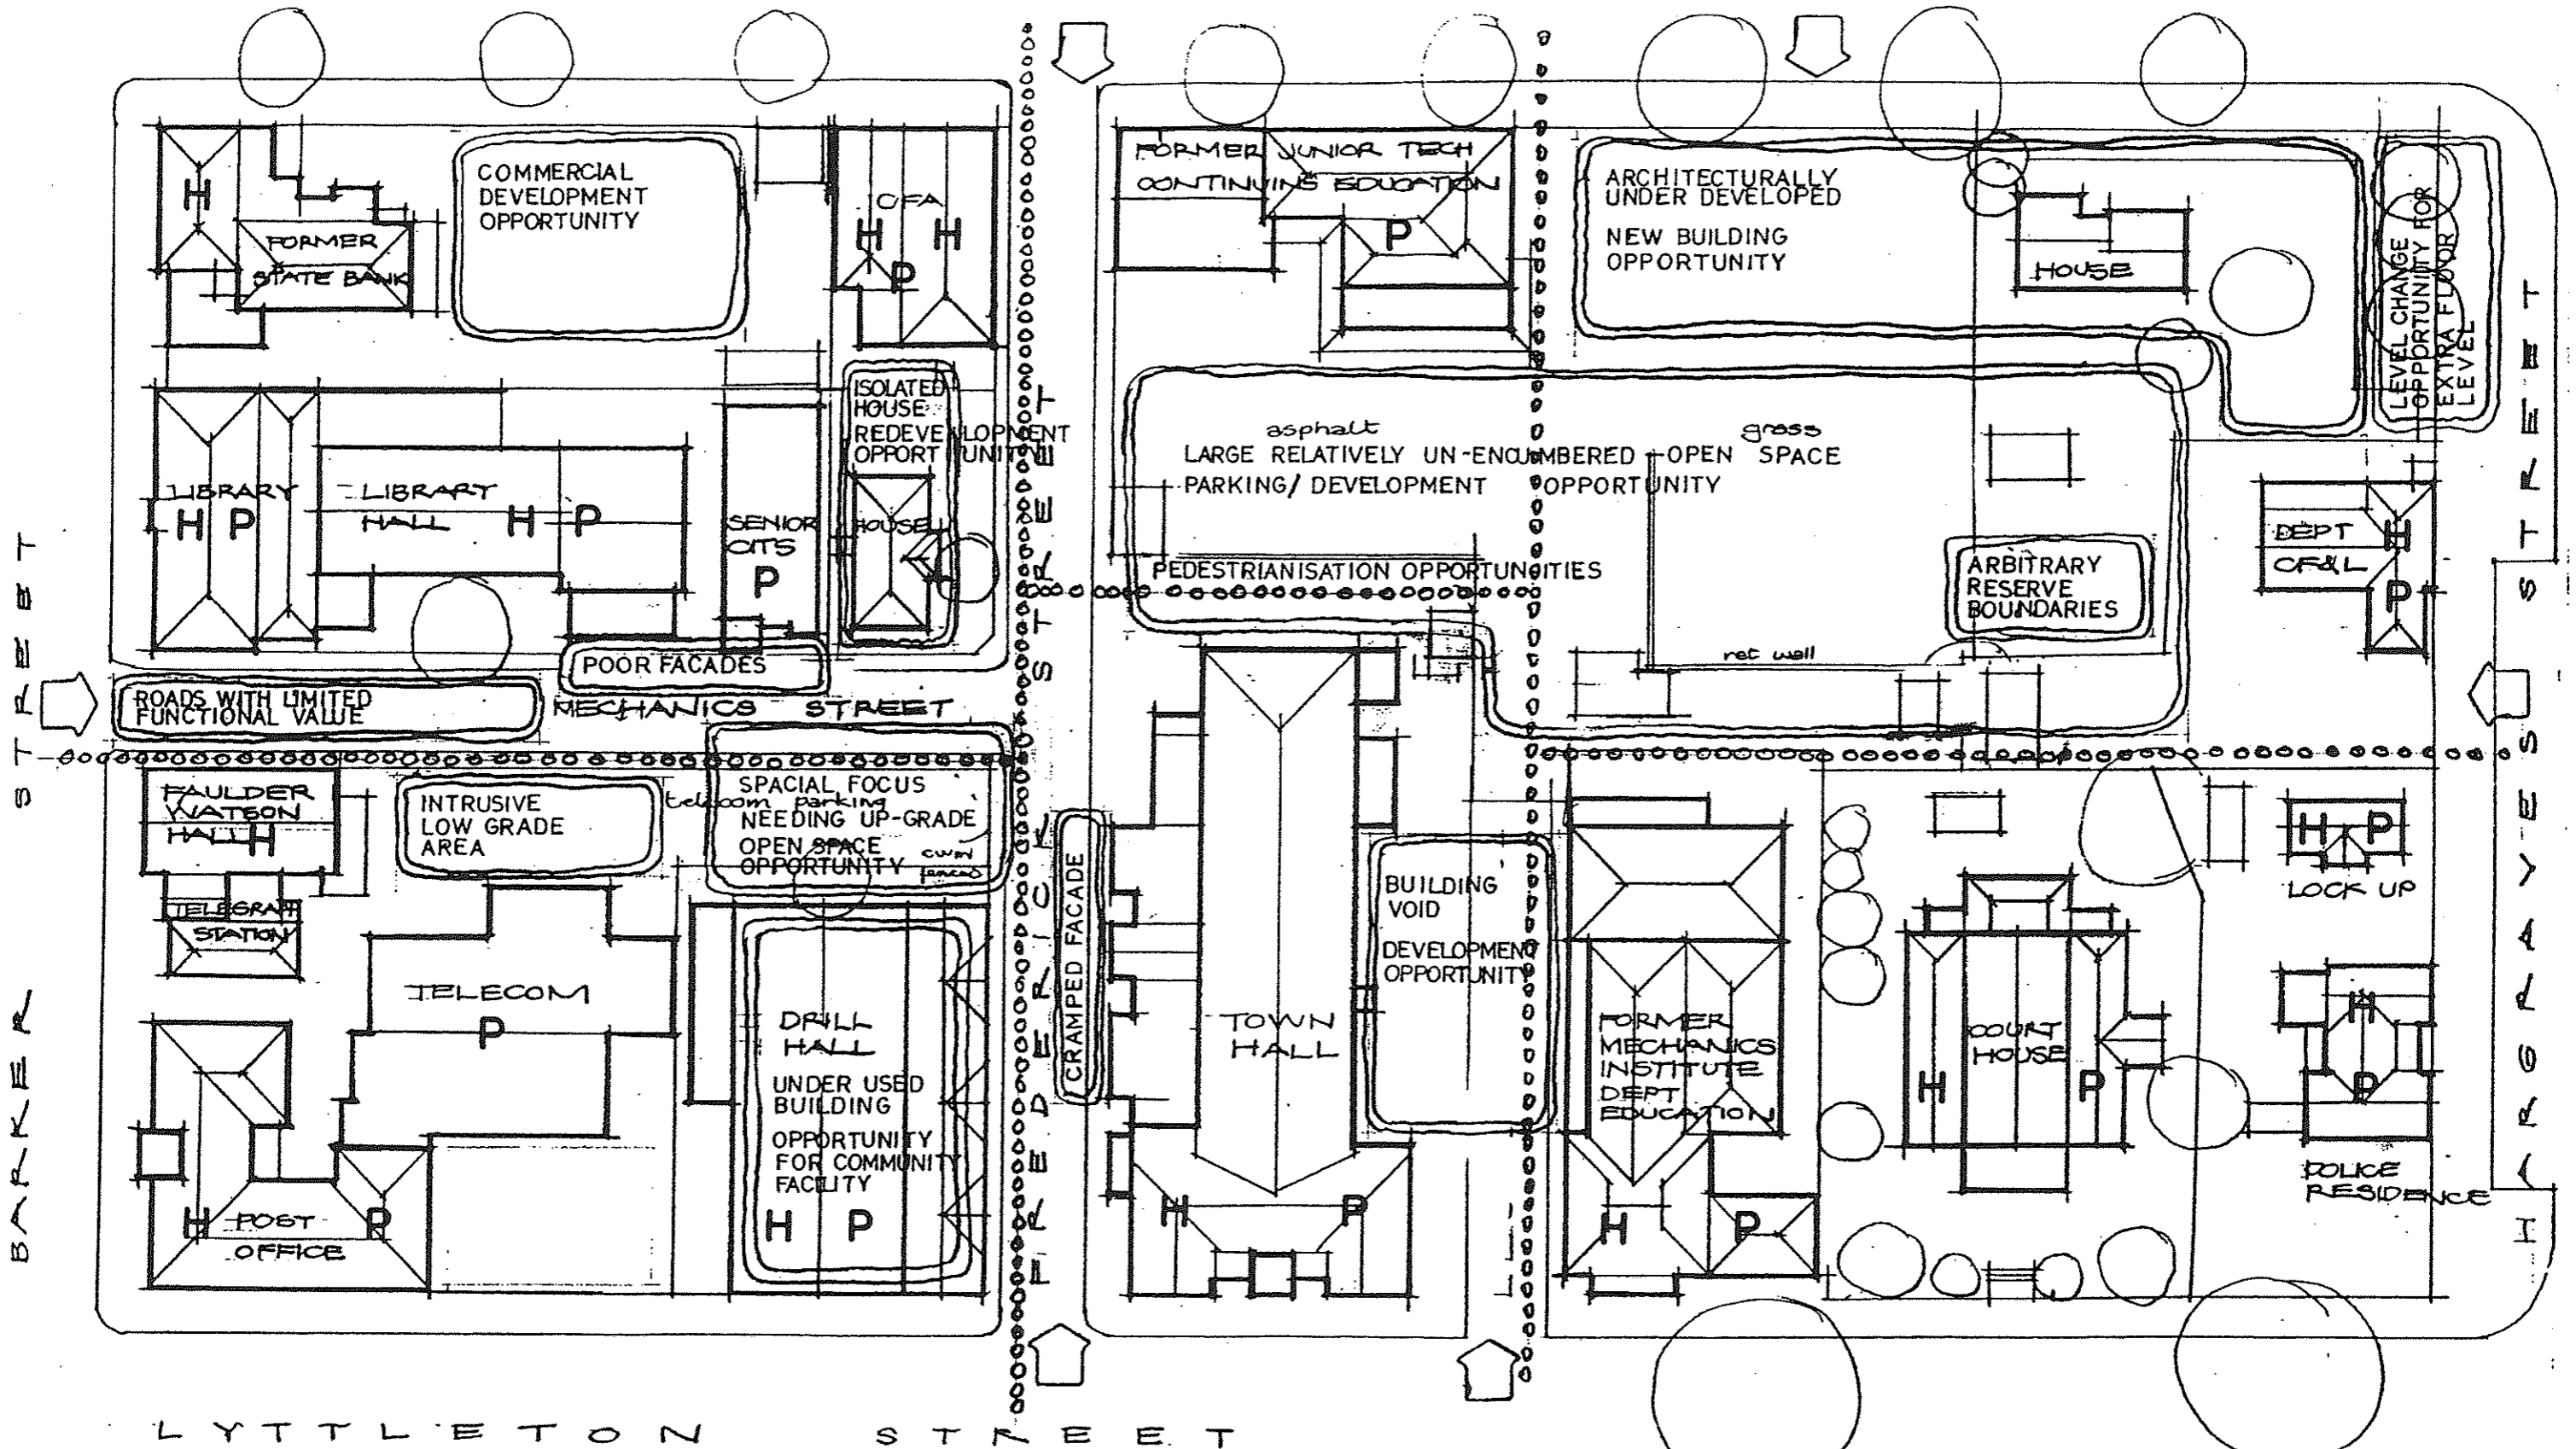 COMMERCIAL
DEVELOPMENT
OPPORTUNITY
H
FORMER
STATE BANK
CFA
H H
P
FORMER JUNIOR TECH
CONTINUING EDUCATION
P
ARCHITECTURALLY
UNDER DEVELOPED
NEW BUILDING
OPPORTUNITY
HOUSE
LEVEL CHANGE
OPPORTUNITY FOR
EXTRA FLOOR
LEVEL
ISOLATED
HOUSE
REDEVELOPMENT
OPPORTUNITY
HOUSE
LIBRARY
H P
LIBRARY
HALL
H P
SENIOR
CITS
P
asphalt grass
LARGE RELATIVELY UN-ENCUMBERED OPEN SPACE
PARKING/ DEVELOPMENT OPPORTUNITY
PEDESTRIANISATION OPPORTUNITIES
ARBITRARY
RESERVE
BOUNDARIES
ret wall
DEPT
CF&L
H
P
POOR FACADES
ROADS WITH LIMITED
FUNCTIONAL VALUE
MECHANICS STREET
FAULDER
WATSON
HALL H
TELEGRAPH
STATION
INTRUSIVE
LOW GRADE
AREA
SPACIAL FOCUS
telecom parking
NEEDING UP-GRADE
OPEN SPACE
OPPORTUNITY
fenced
TELECOM
P
H POST P
OFFICE
DRILL
HALL
UNDER USED
BUILDING
OPPORTUNITY
FOR COMMUNITY
FACILITY
H P
CRAMPED FACADE
TOWN
HALL
H P
BUILDING
VOID
DEVELOPMENT
OPPORTUNITY
FORMER
MECHANICS
INSTITUTE
DEPT
EDUCATION
H P
COURT
HOUSE
H P
H P
LOCK UP
H
P
POLICE
RESIDENCE
BARKER STREET
FREDERICK STREET
HARGRAVES STREET
LYTTLETON STREET